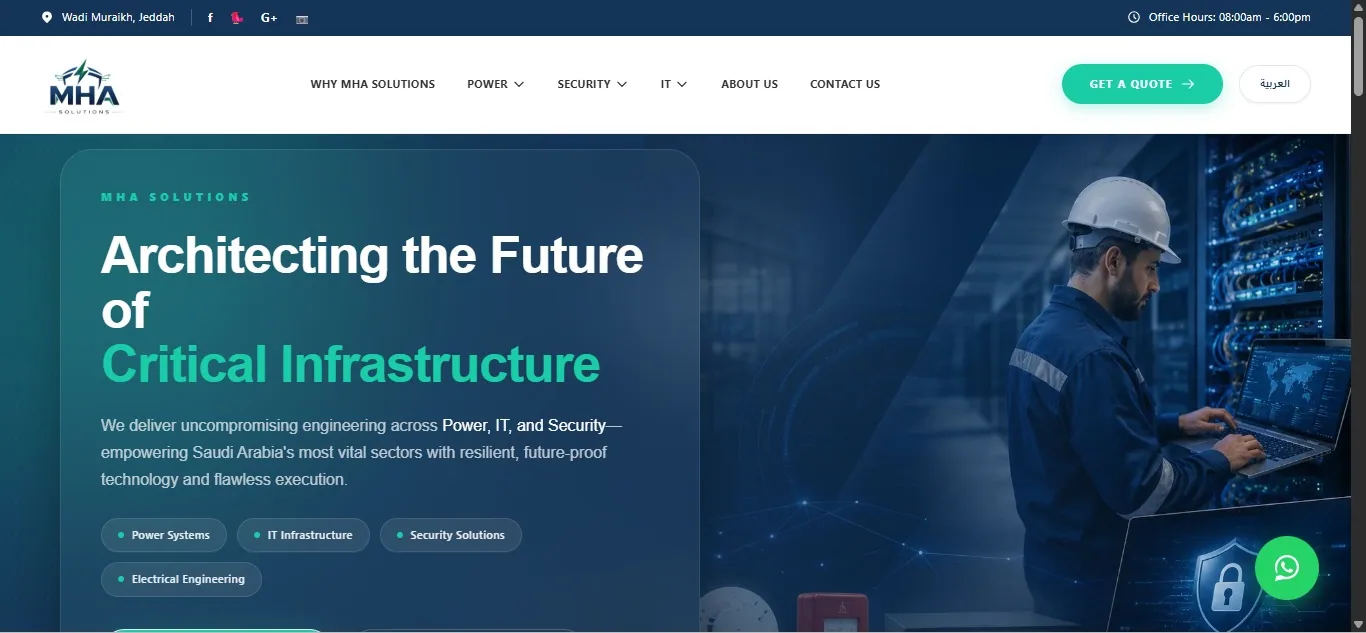 Wadi Muraikh, Jeddah
f
G+
Office Hours: 08:00am - 6:00pm
MHA
SOLUTIONS
WHY MHA SOLUTIONS
POWER
SECURITY
IT
ABOUT US
CONTACT US
GET A QUOTE
العربية
MHA SOLUTIONS
Architecting the Future
of
Critical Infrastructure
We deliver uncompromising engineering across Power, IT, and Security—
empowering Saudi Arabia's most vital sectors with resilient, future-proof
technology and flawless execution.
Power Systems
IT Infrastructure
Security Solutions
Electrical Engineering